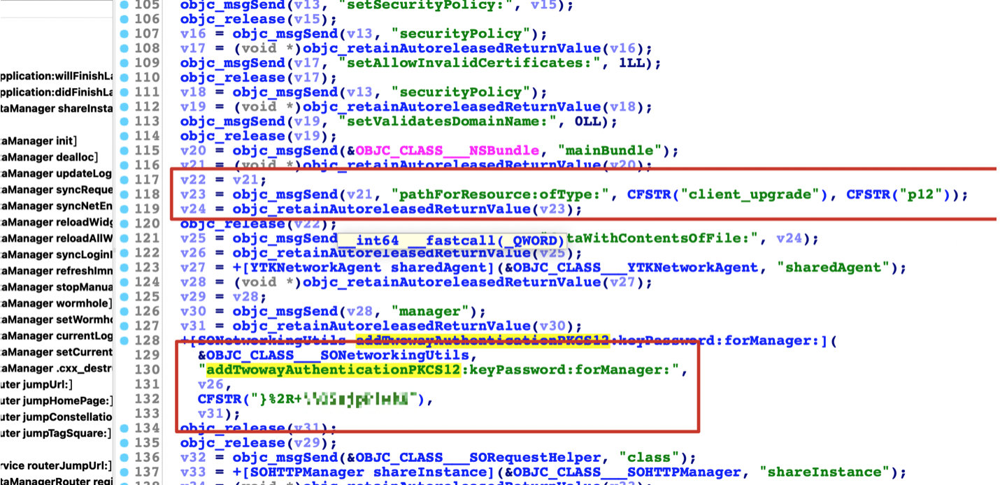 105 objc_msgSend(v13, "setSecurityPolicy:", v15);
106 objc_release(v15);
107 v16 = objc_msgSend(v13, "securityPolicy");
108 v17 = (void *)objc_retainAutoreleasedReturnValue(v16);
109 objc_msgSend(v17, "setAllowInvalidCertificates:", 1LL);
110 objc_release(v17);
111 v18 = objc_msgSend(v13, "securityPolicy");
112 v19 = (void *)objc_retainAutoreleasedReturnValue(v18);
113 objc_msgSend(v19, "setValidatesDomainName:", 0LL);
114 objc_release(v19);
115 v20 = objc_msgSend(&OBJC_CLASS___NSBundle, "mainBundle");
116 v21 = (void *)objc_retainAutoreleasedReturnValue(v20);
117 v22 = v21;
118 v23 = objc_msgSend(v21, "pathForResource:ofType:", CFSTR("client_upgrade"), CFSTR("p12"));
119 v24 = objc_retainAutoreleasedReturnValue(v23);
120 objc_release(v22);
121 v25 = objc_msgSend __int64 __fastcall(_QWORD) taWithContentsOfFile:", v24);
122 v26 = objc_retainAutoreleasedReturnValue(v25);
123 v27 = +[YTKNetworkAgent sharedAgent](&OBJC_CLASS___YTKNetworkAgent, "sharedAgent");
124 v28 = (void *)objc_retainAutoreleasedReturnValue(v27);
125 v29 = v28;
126 v30 = objc_msgSend(v28, "manager");
127 v31 = objc_retainAutoreleasedReturnValue(v30);
128 +[SONetworkingUtils addTwowayAuthenticationPKCS12:keyPassword:forManager:](
129 &OBJC_CLASS___SONetworkingUtils,
130 "addTwowayAuthenticationPKCS12:keyPassword:forManager:",
131 v26,
132 CFSTR("}%2R+"),
133 v31);
134 objc_release(v31);
135 objc_release(v29);
136 v32 = objc_msgSend(&OBJC_CLASS___SORequestHelper, "class");
137 v33 = +[SOHTTPManager shareInstance](&OBJC_CLASS___SOHTTPManager, "shareInstance");
pplication:willFinishLa
pplication:didFinishLa
taManager shareInsta
taManager init]
taManager dealloc]
taManager updateLog
taManager syncReque
taManager syncNetEn
taManager reloadWidg
taManager reloadAllW
taManager syncLoginI
taManager refreshImn
taManager stopManua
taManager wormhole]
taManager setWormho
taManager currentLog
taManager setCurrent
taManager .cxx_destr
uter jumpUrl:]
uter jumpHomePage:]
uter jumpConstellatio
uter jumpTagSquare:]
rvice routerJumpUrl:]
taManagerRouter regi